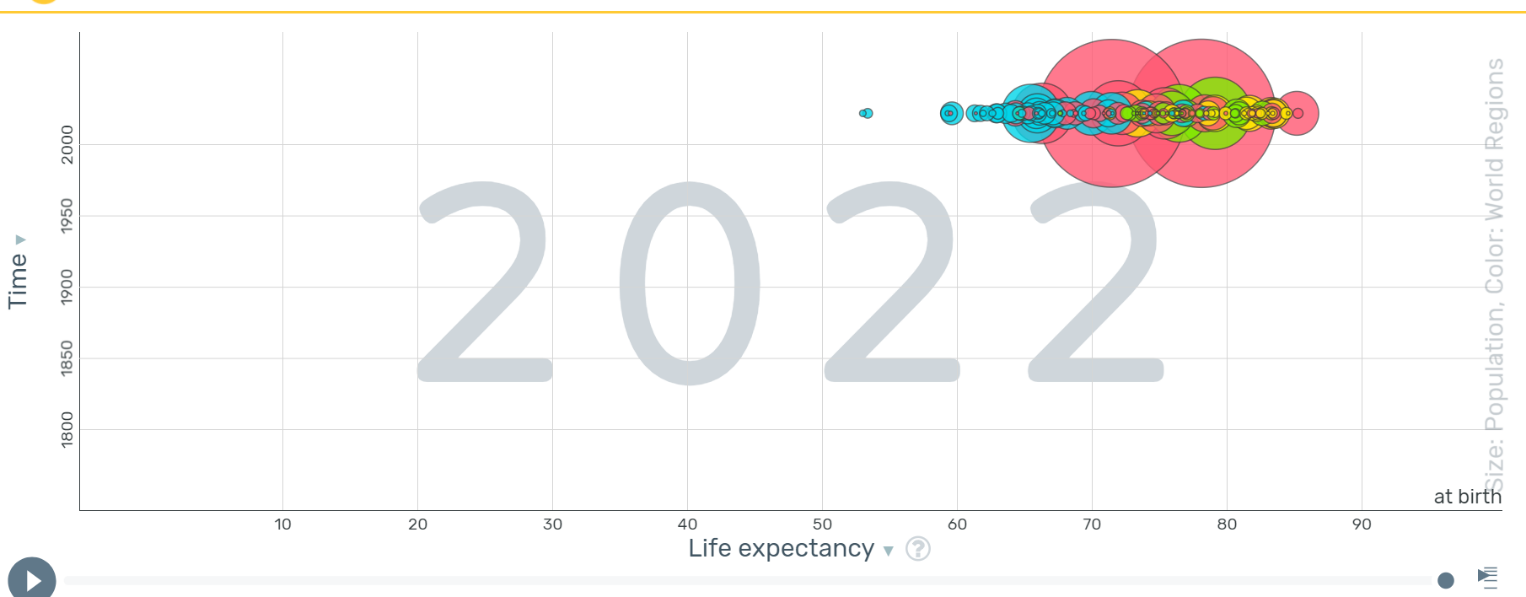 2022
2000
1950
1900
1850
1800
Time ▼
Size: Population, Color: World Regions
at birth
10 20 30 40 50 60 70 80 90
Life expectancy ▼ ?